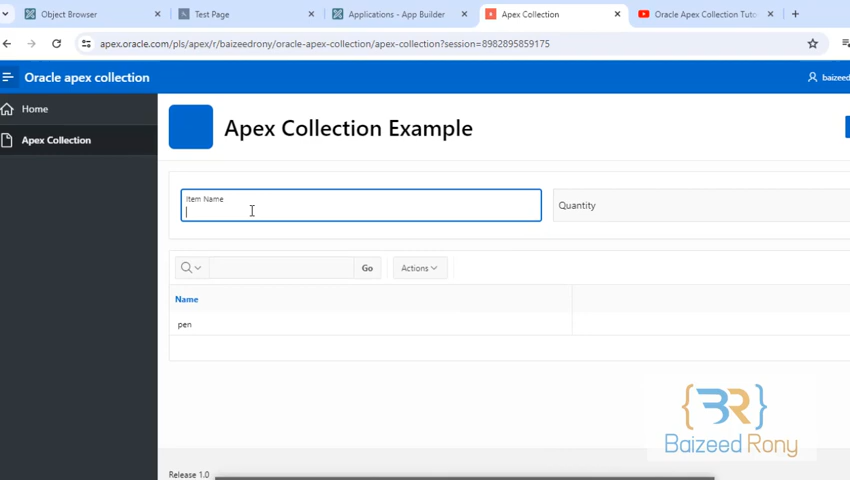 Object Browser
Test Page
Applications - App Builder
Apex Collection
Oracle Apex Collection Tuto
apex.oracle.com/pls/apex/r/baizeedrony/oracle-apex-collection/apex-collection?session=8982895859175
Oracle apex collection
baizeed
Home
Apex Collection
Apex Collection Example
Item Name
Quantity
Go
Actions
Name
pen
BR
Baizeed Rony
Release 1.0